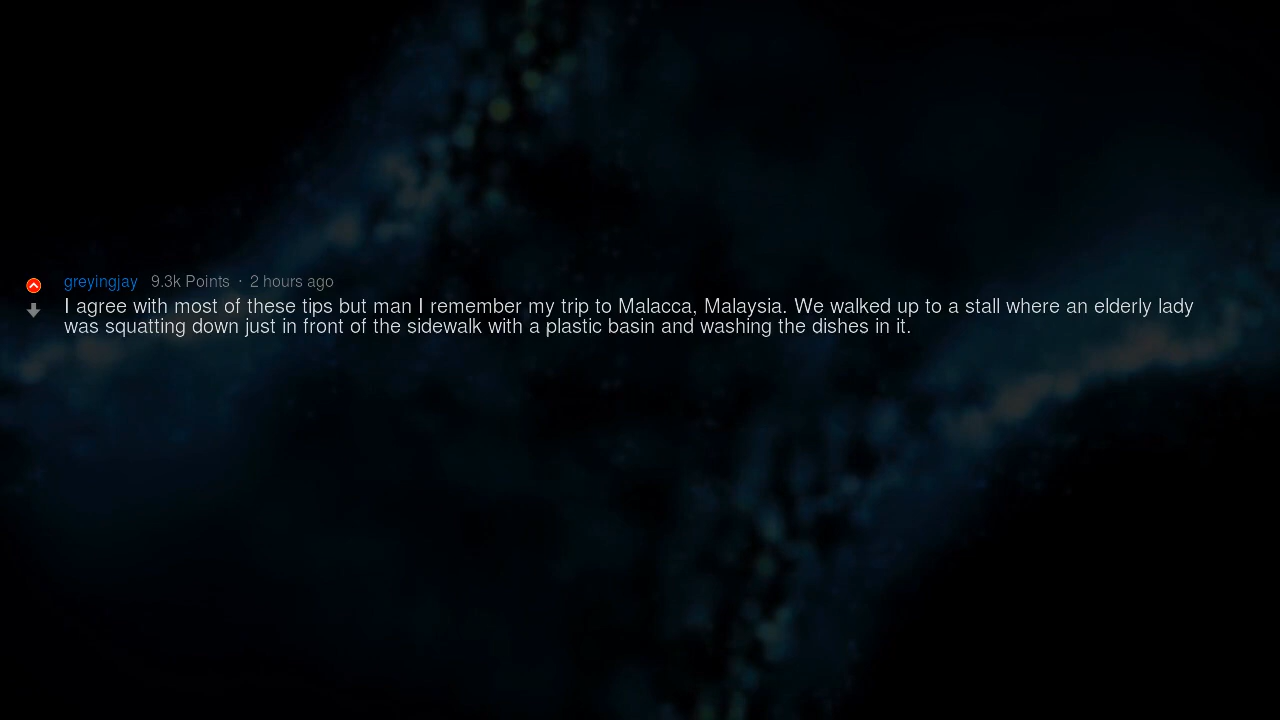 greyingjay 9.3k Points · 2 hours ago
I agree with most of these tips but man I remember my trip to Malacca, Malaysia. We walked up to a stall where an elderly lady
was squatting down just in front of the sidewalk with a plastic basin and washing the dishes in it.